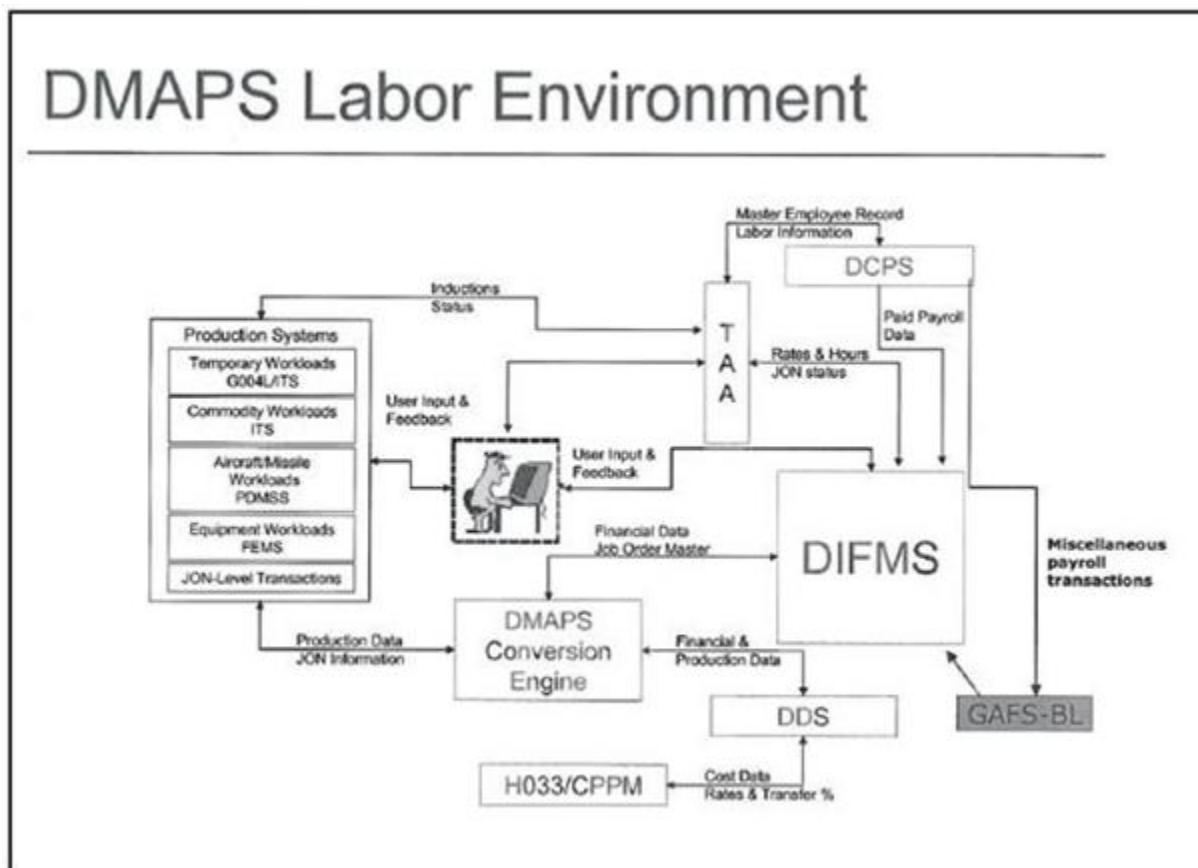 DMAPS Labor Environment
Master Employee Record
Labor Information
DCPS
Inductions
Status
Paid Payroll
Data
Production Systems
Temporary Workloads
G004L/ITS
Commodity Workloads
ITS
Aircraft/Missile
Workloads
PDMSS
Equipment Workloads
FEMS
JON-Level Transactions
T
A
A
Rates & Hours
JON status
User Input &
Feedback
User Input &
Feedback
Financial Data
Job Order Master
DIFMS
Miscellaneous
payroll
transactions
Production Data
JON Information
DMAPS
Conversion
Engine
Financial &
Production Data
DDS
GAFS-BL
H033/CPPM
Cost Data
Rates & Transfer %